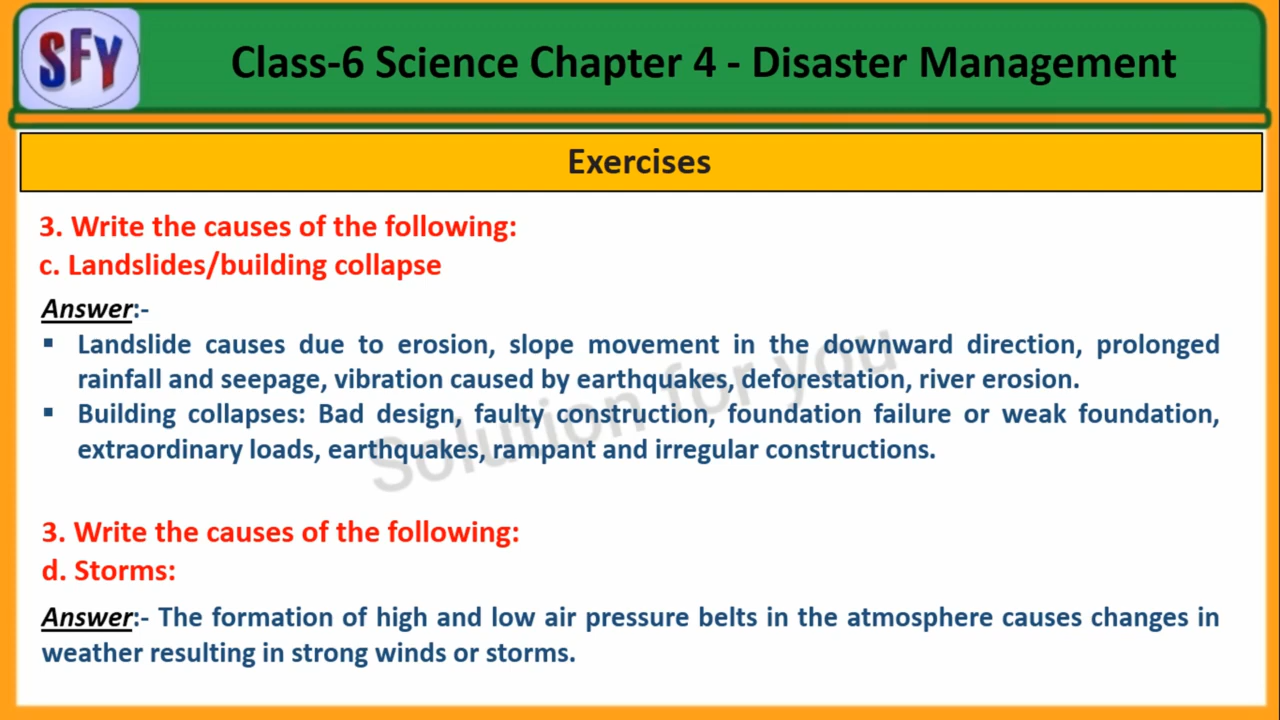 SFY
Class-6 Science Chapter 4 - Disaster Management
Exercises
3. Write the causes of the following:
c. Landslides/building collapse
Answer:-
▪ Landslide causes due to erosion, slope movement in the downward direction, prolonged
rainfall and seepage, vibration caused by earthquakes, deforestation, river erosion.
▪ Building collapses: Bad design, faulty construction, foundation failure or weak foundation,
extraordinary loads, earthquakes, rampant and irregular constructions.
Solution for you
3. Write the causes of the following:
d. Storms:
Answer:- The formation of high and low air pressure belts in the atmosphere causes changes in
weather resulting in strong winds or storms.